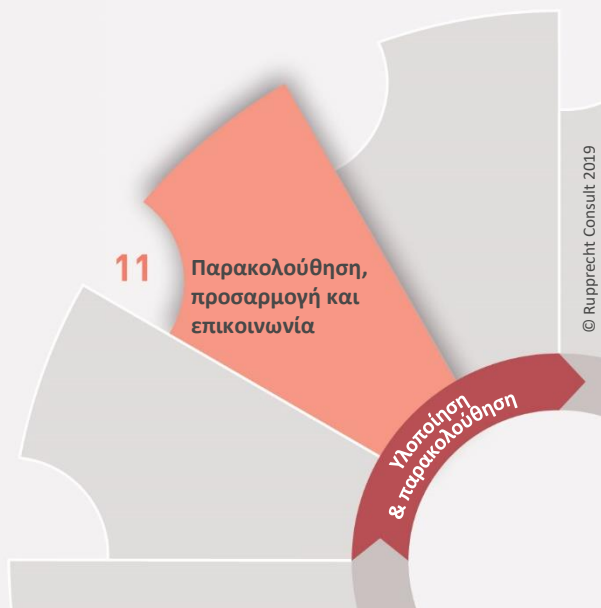 11
Παρακολούθηση,
προσαρμογή και
επικοινωνία
Υλοποίηση
& παρακολούθηση
© Rupprecht Consult 2019